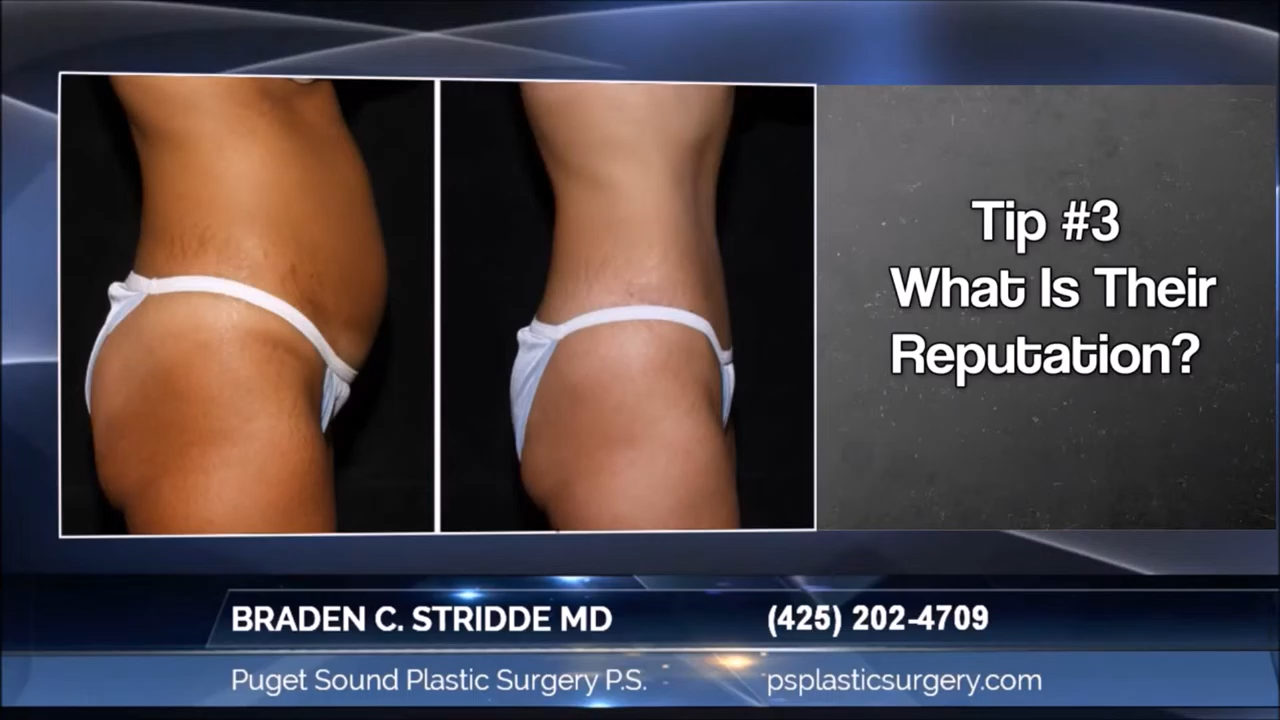 Tip #3
What Is Their
Reputation?
BRADEN C. STRIDDE MD
(425) 202-4709
Puget Sound Plastic Surgery P.S.
psplasticsurgery.com